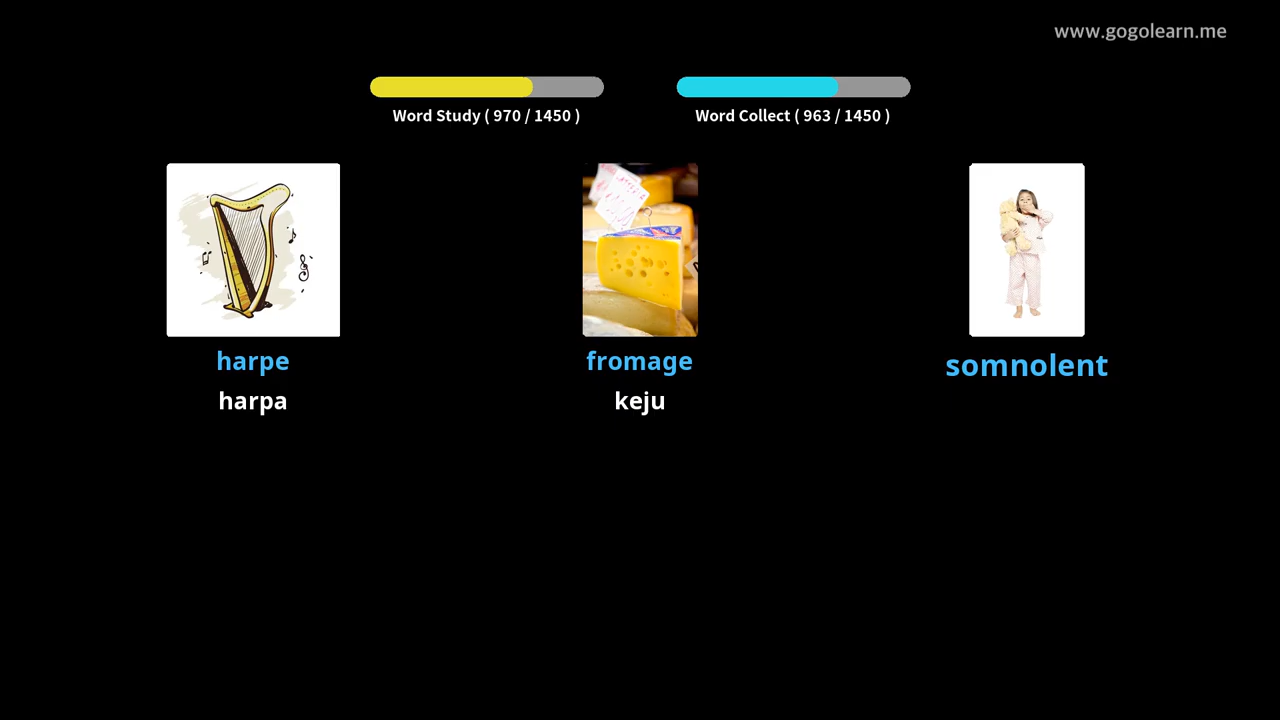 www.gogolearn.me
Word Study ( 970 / 1450 )
Word Collect ( 963 / 1450 )
harpe
fromage
somnolent
harpa
keju